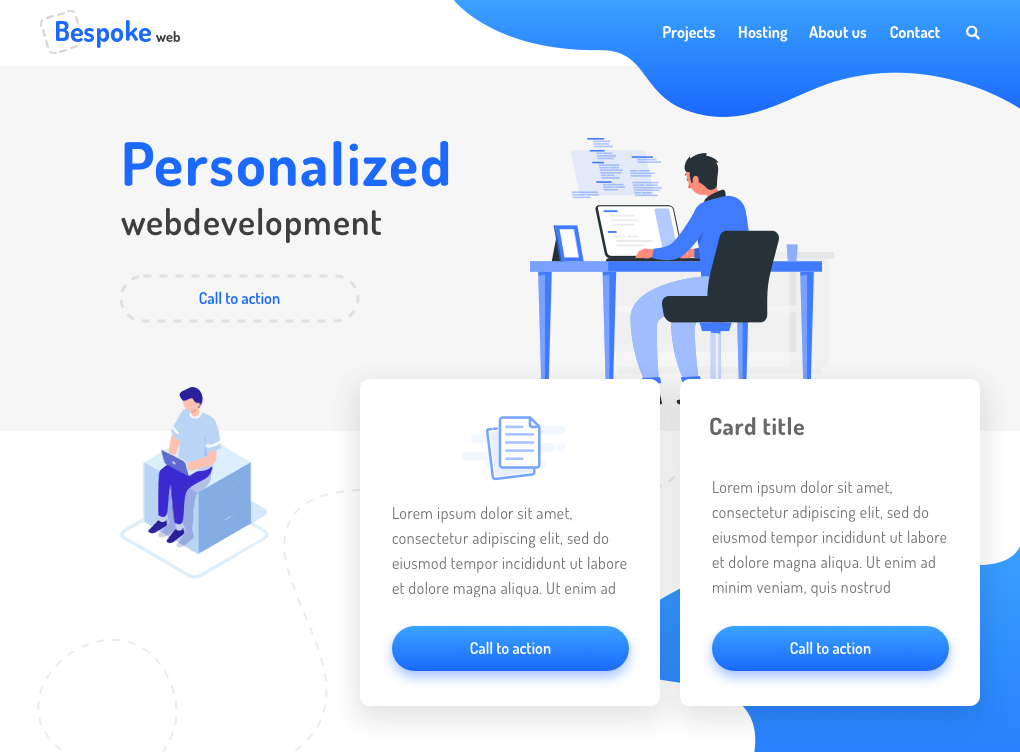 Bespoke web
Projects Hosting About us Contact
Personalized
webdevelopment
Call to action
Lorem ipsum dolor sit amet,
consectetur adipiscing elit, sed do
eiusmod tempor incididunt ut labore
et dolore magna aliqua. Ut enim ad
Call to action
Card title
Lorem ipsum dolor sit amet,
consectetur adipiscing elit, sed do
eiusmod tempor incididunt ut labore
et dolore magna aliqua. Ut enim ad
minim veniam, quis nostrud
Call to action